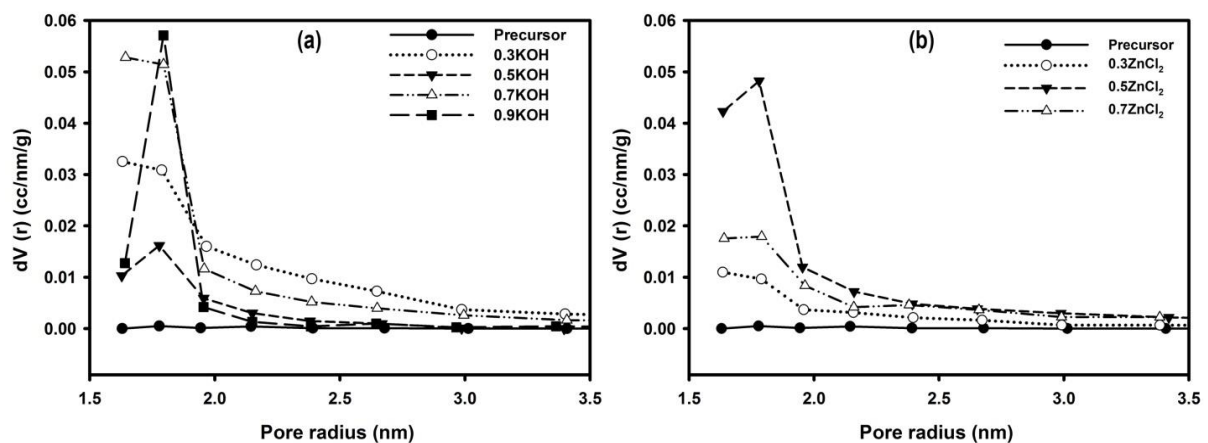 (a)
Precursor
0.3KOH
0.5KOH
0.7KOH
0.9KOH
dV (r) (cc/nm/g)
0.06
0.05
0.04
0.03
0.02
0.01
0.00
1.5 2.0 2.5 3.0 3.5
Pore radius (nm)
(b)
Precursor
0.3ZnCl₂
0.5ZnCl₂
0.7ZnCl₂
dV (r) (cc/nm/g)
0.06
0.05
0.04
0.03
0.02
0.01
0.00
1.5 2.0 2.5 3.0 3.5
Pore radius (nm)